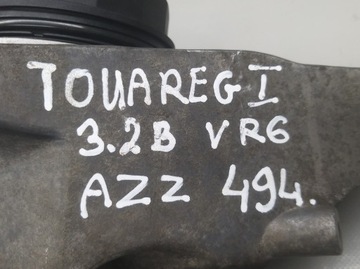 TOUAREG I
3.2B VR6
AZZ 494.